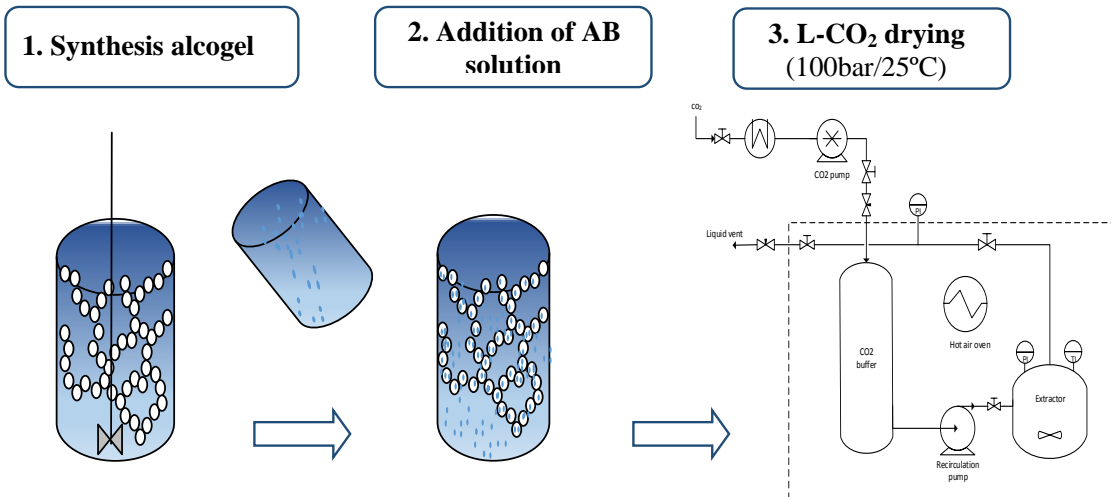 1. Synthesis alcogel
2. Addition of AB
solution
3. L-CO₂ drying
(100bar/25ºC)
CO₂
CO2 pump
PI
Liquid vent
CO2
buffer
Hot air oven
PI
TI
Extractor
Recirculation
pump